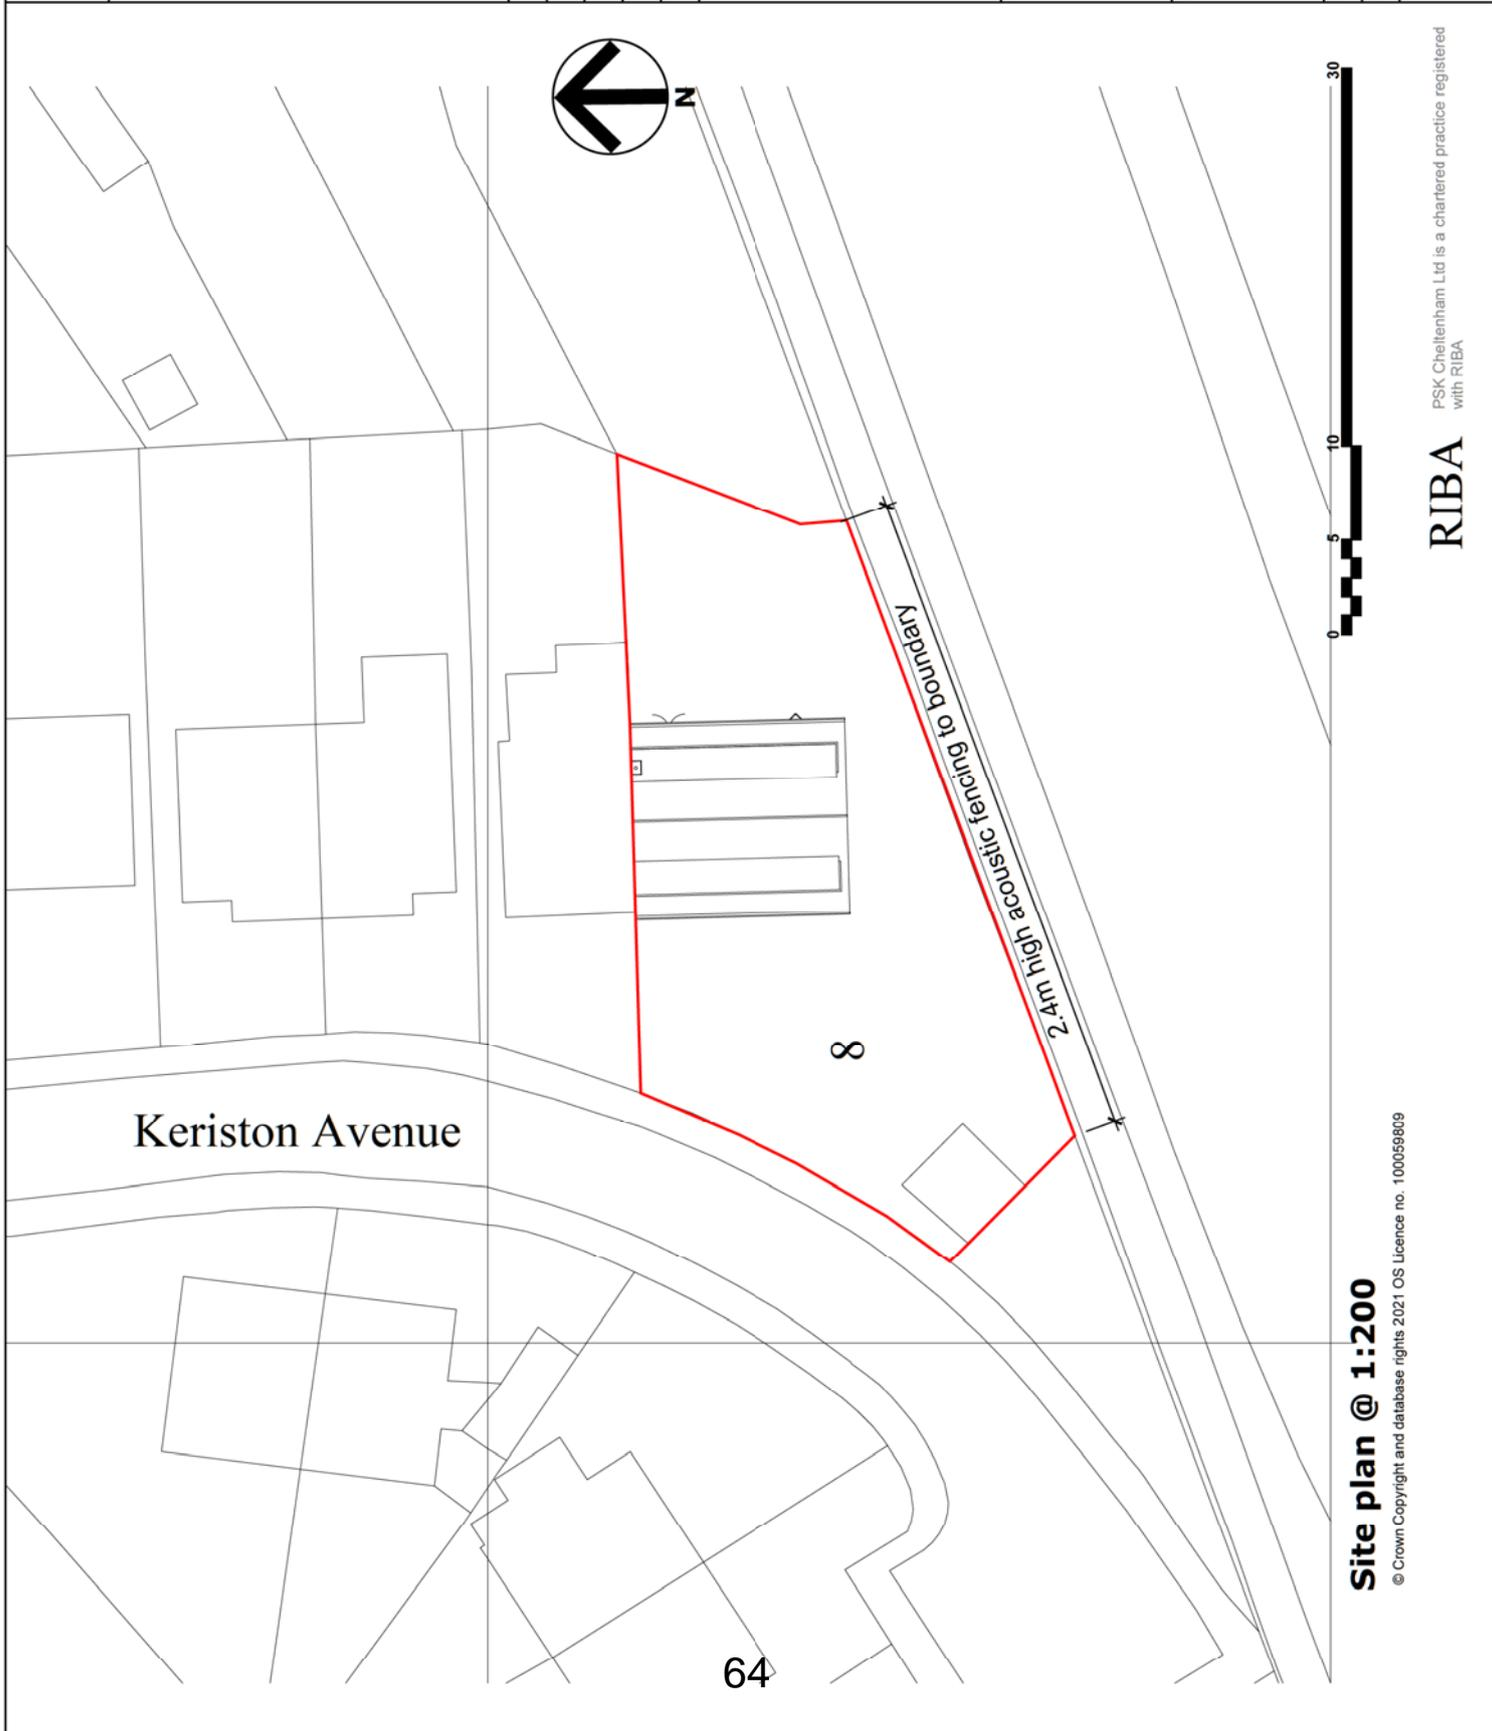 N
2.4m high acoustic fencing to boundary
8
Keriston Avenue
0
5
10
30
Site plan @ 1:200
© Crown Copyright and database rights 2021 OS Licence no. 100059809
RIBA
PSK Cheltenham Ltd is a chartered practice registered
with RIBA
64